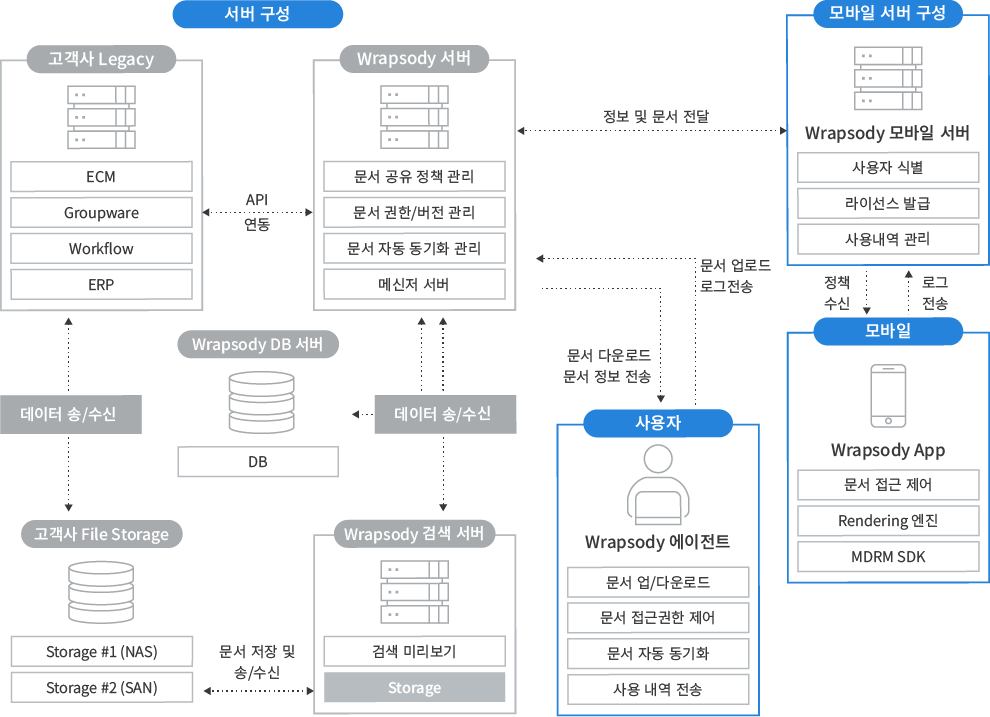 서버 구성
고객사 Legacy
ECM
Groupware
Workflow
ERP
API
연동
Wrapsody 서버
문서 공유 정책 관리
문서 권한/버전 관리
문서 자동 동기화 관리
메신저 서버
정보 및 문서 전달
모바일 서버 구성
Wrapsody 모바일 서버
사용자 식별
라이선스 발급
사용내역 관리
문서 업로드
로그전송
정책
수신
로그
전송
Wrapsody DB 서버
DB
데이터 송/수신
데이터 송/수신
문서 다운로드
문서 정보 전송
모바일
Wrapsody App
문서 접근 제어
Rendering 엔진
MDRM SDK
사용자
Wrapsody 에이전트
문서 업/다운로드
문서 접근권한 제어
문서 자동 동기화
사용 내역 전송
고객사 File Storage
Storage #1 (NAS)
Storage #2 (SAN)
문서 저장 및
송/수신
Wrapsody 검색 서버
검색 미리보기
Storage